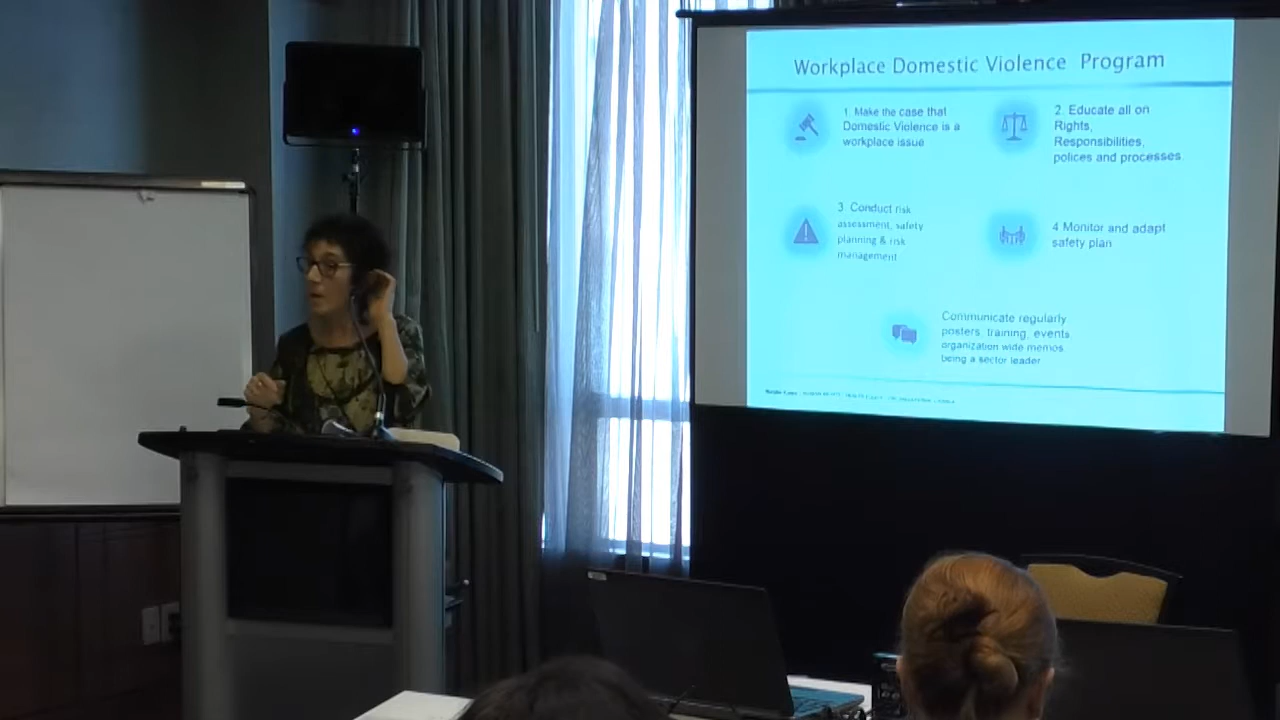 Workplace Domestic Violence Program
1. Make the case that
Domestic Violence is a
workplace issue
2. Educate all on
Rights,
Responsibilities,
polices and processes.
3 Conduct risk
assessment, safety
planning & risk
management
4 Monitor and adapt
safety plan
Communicate regularly
posters, training, events
organization wide memos
being a sector leader